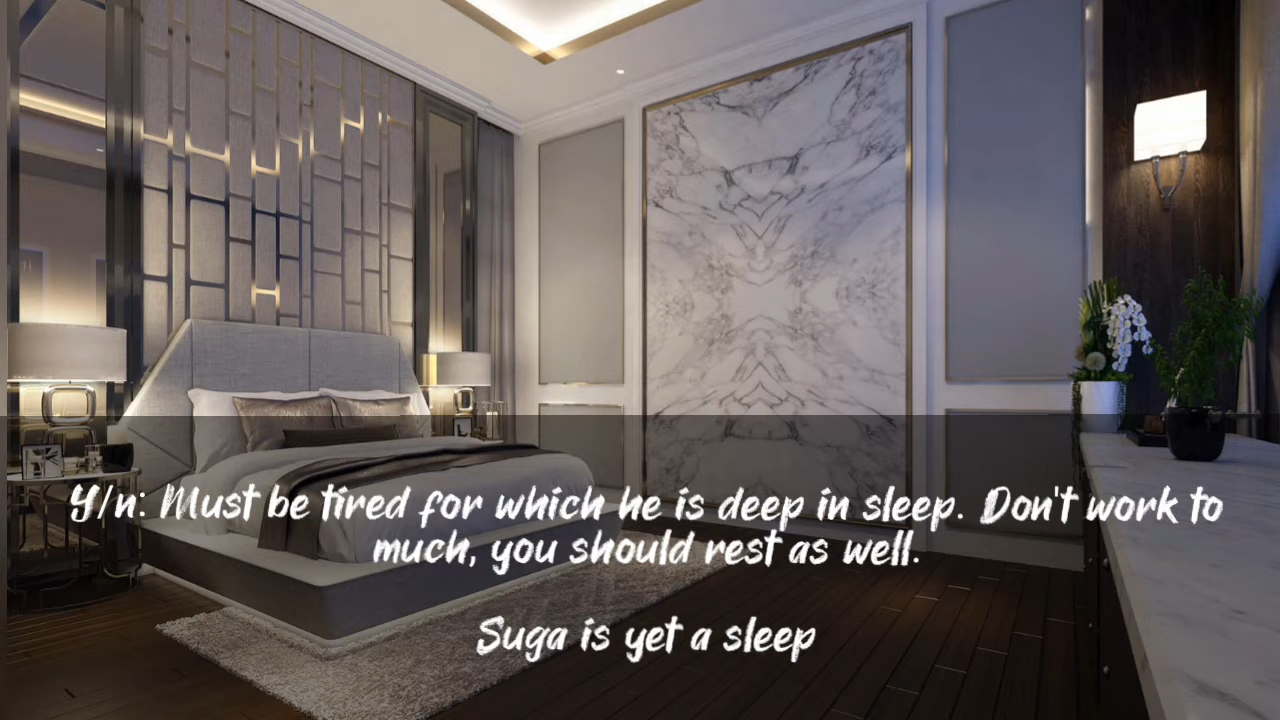 Y/n: Must be tired for which he is deep in sleep. Don't work to
much, you should rest as well.
Suga is yet a sleep